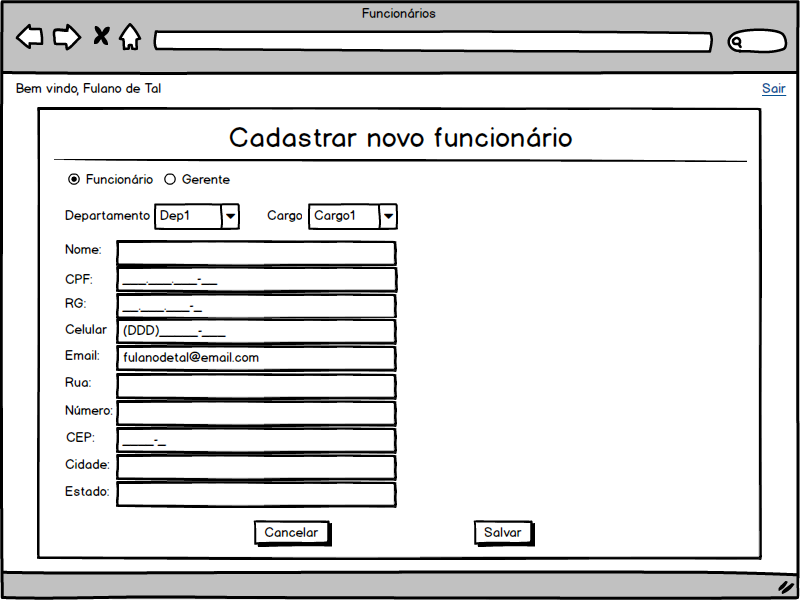 Funcionários
Bem vindo, Fulano de Tal
Sair
Cadastrar novo funcionário
Funcionário Gerente
Departamento Dep1 Cargo Cargo1
Nome:
CPF: ___.___.___-__
RG: __.___.___-_
Celular (DDD)_____-___
Email: fulanodetal@email.com
Rua:
Número:
CEP: ____-_
Cidade:
Estado:
Cancelar Salvar